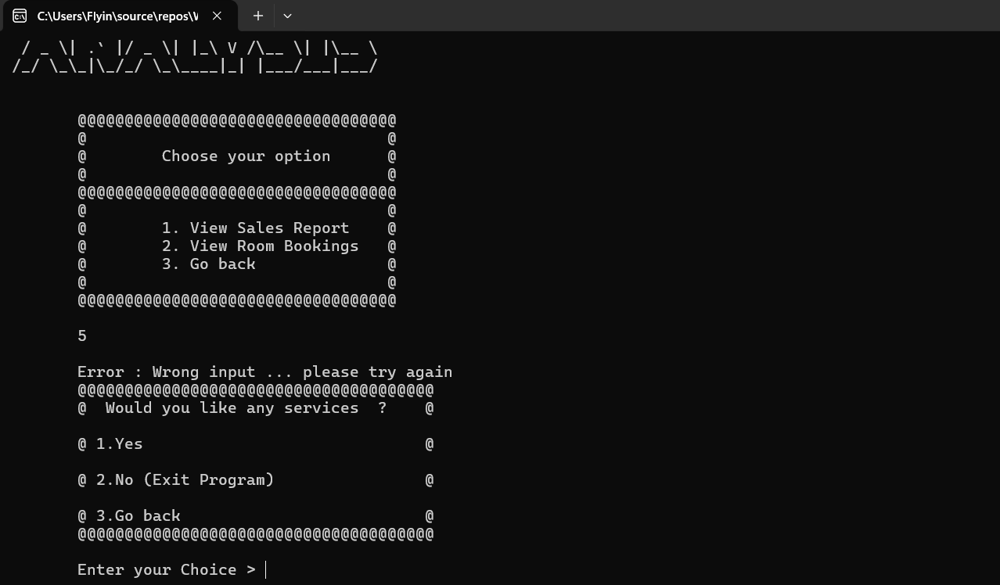 C:\Users\Flyin\source\repos\V
/ _ \| .` |/ _ \| |_\ V /\__ \| |\__ \
/_/ \_\_|\_/_/ \_\____|_| |___/___|___/
@@@@@@@@@@@@@@@@@@@@@@@@@@@@@@@@@@
@ @
@ Choose your option @
@ @
@@@@@@@@@@@@@@@@@@@@@@@@@@@@@@@@@@
@ @
@ 1. View Sales Report @
@ 2. View Room Bookings @
@ 3. Go back @
@ @
@@@@@@@@@@@@@@@@@@@@@@@@@@@@@@@@@@
5
Error : Wrong input ... please try again
@@@@@@@@@@@@@@@@@@@@@@@@@@@@@@@@@@@@@@
@ Would you like any services ? @
@ 1.Yes @
@ 2.No (Exit Program) @
@ 3.Go back @
@@@@@@@@@@@@@@@@@@@@@@@@@@@@@@@@@@@@@@
Enter your Choice >